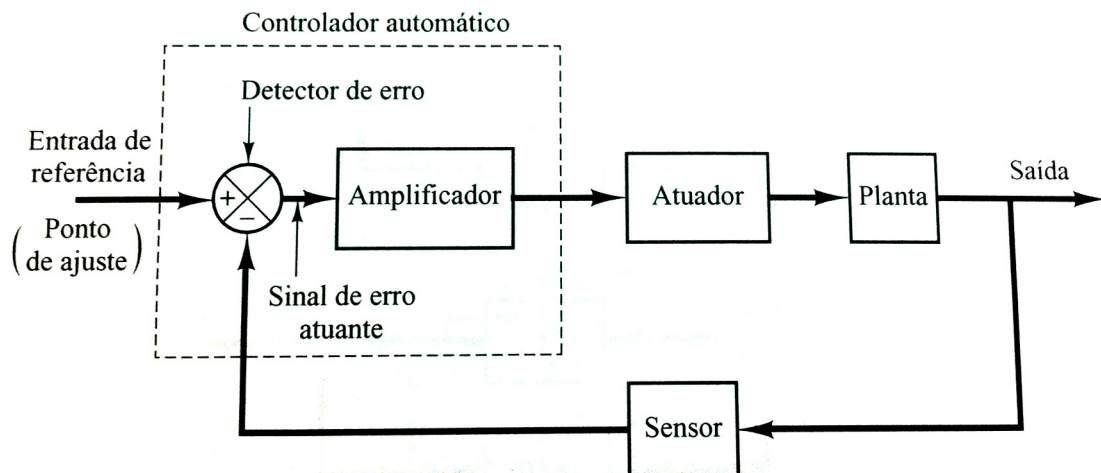 Controlador automático
Detector de erro
Entrada de
referência
(Ponto
de ajuste)
+
−
Sinal de erro
atuante
Amplificador
Atuador
Planta
Saída
Sensor